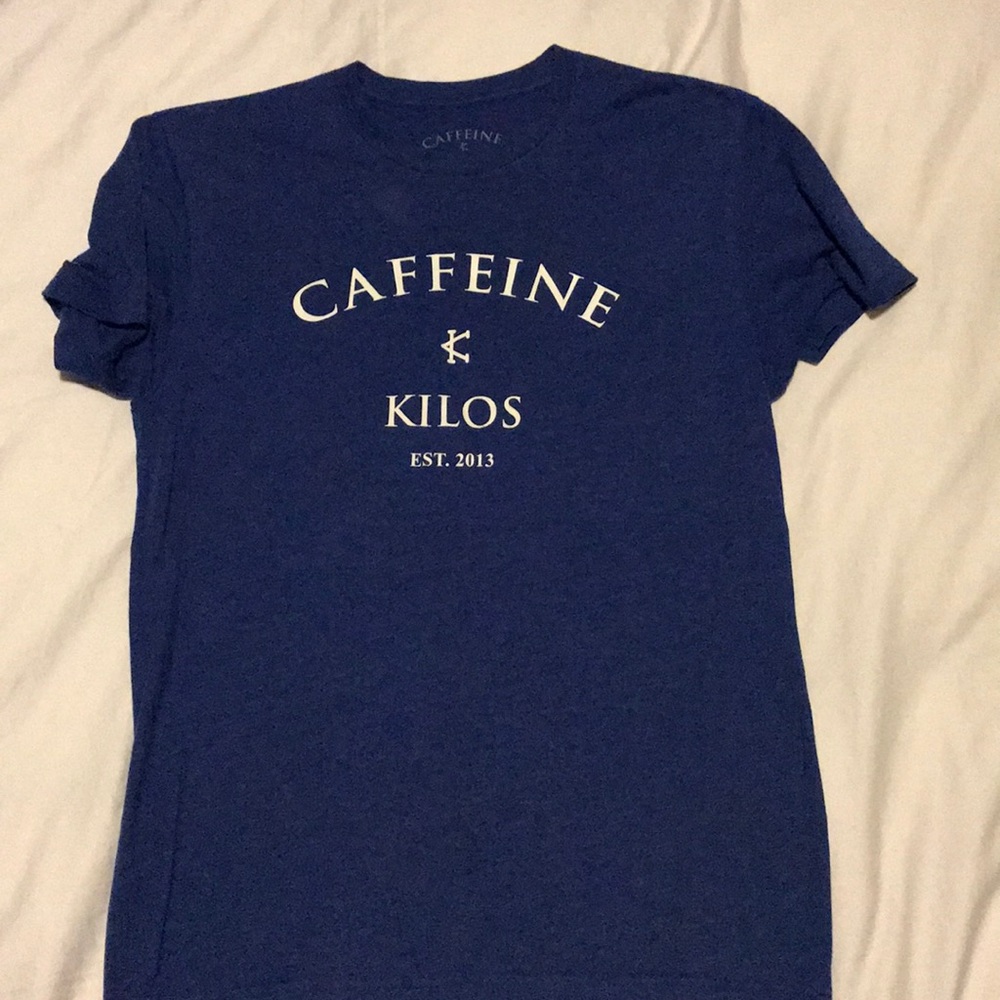 CAFFEINE
CAFFEINE
KILOS
EST. 2013